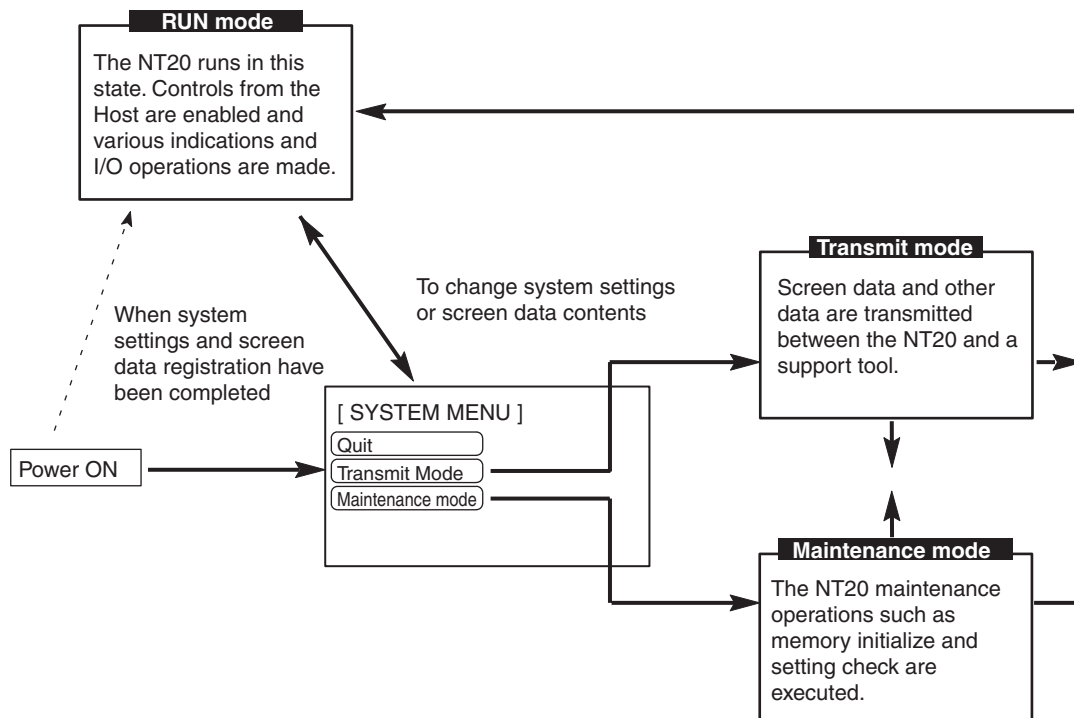 RUN mode
The NT20 runs in this
state. Controls from the
Host are enabled and
various indications and
I/O operations are made.
When system
settings and screen
data registration have
been completed
To change system settings
or screen data contents
Transmit mode
Screen data and other
data are transmitted
between the NT20 and a
support tool.
Power ON
[ SYSTEM MENU ]
Quit
Transmit Mode
Maintenance mode
Maintenance mode
The NT20 maintenance
operations such as
memory initialize and
setting check are
executed.